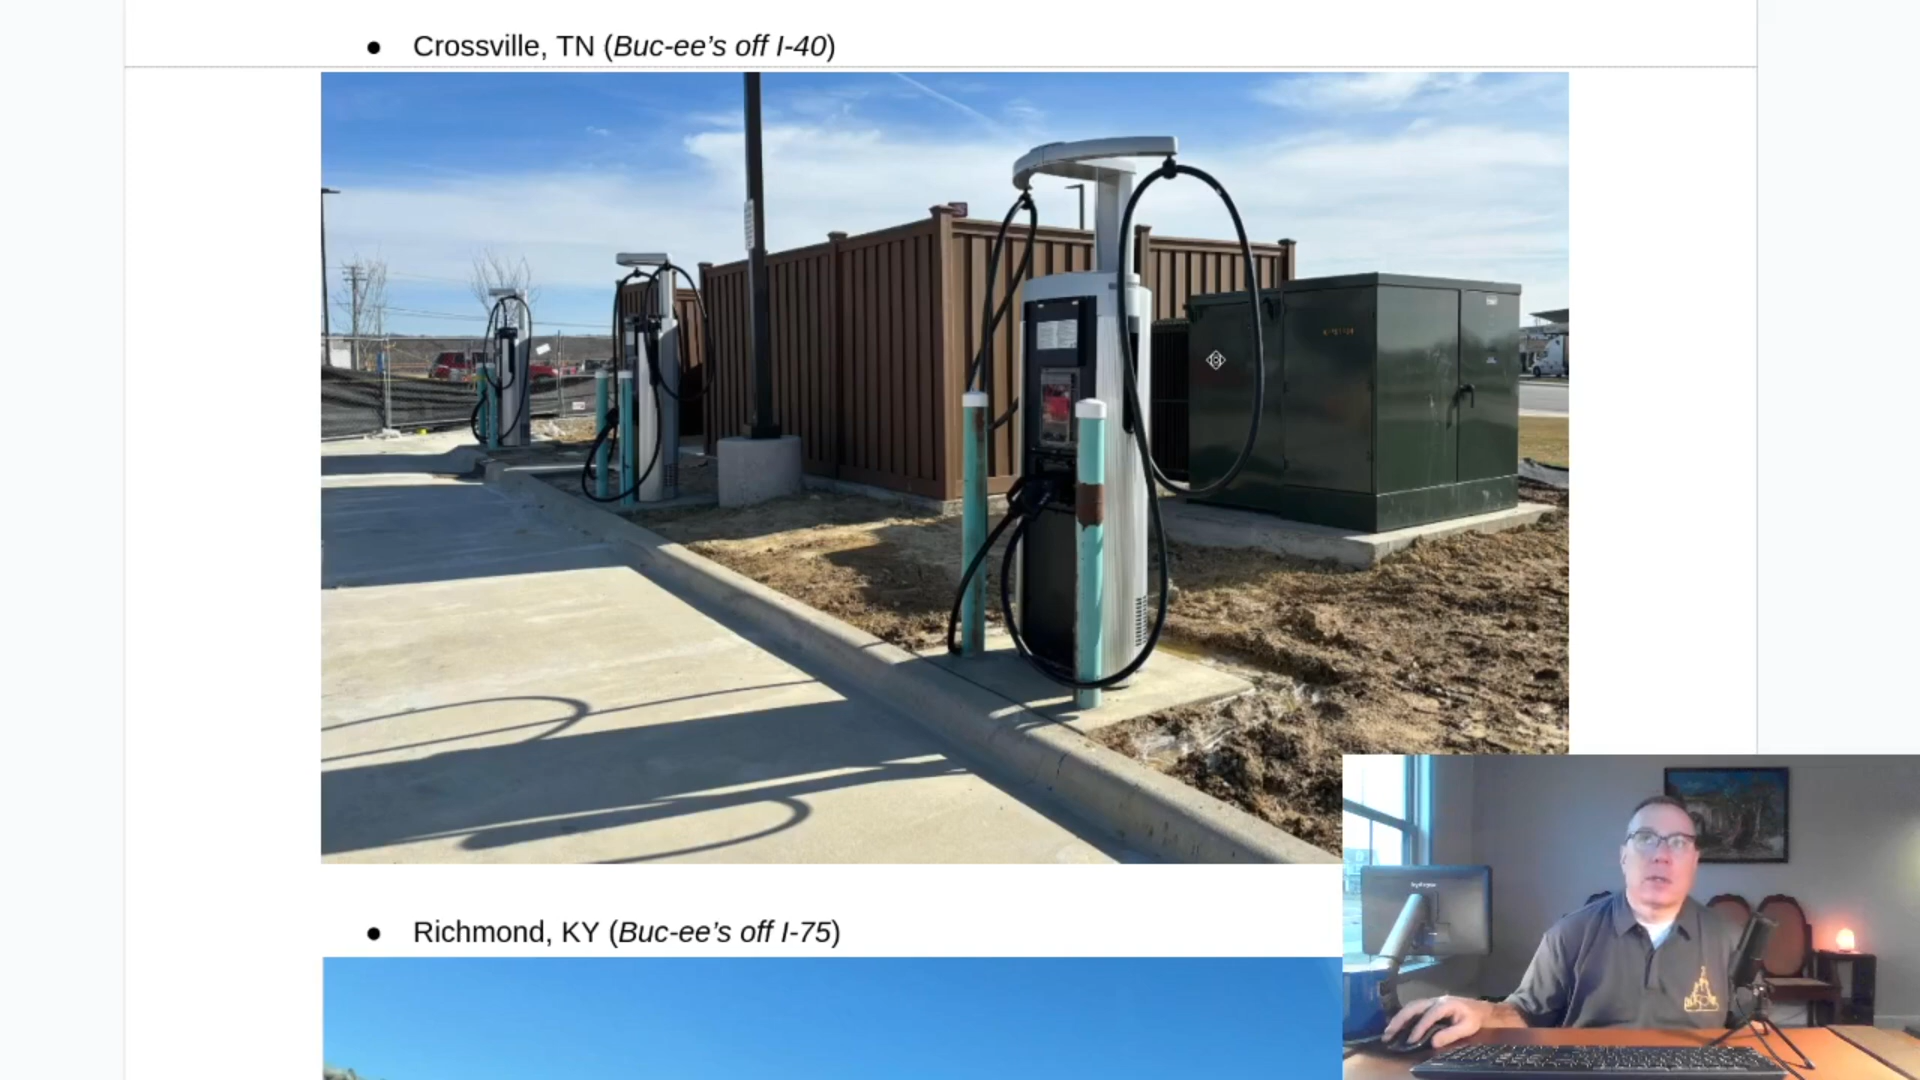 ● Crossville, TN (Buc-ee’s off I-40)
● Richmond, KY (Buc-ee’s off I-75)